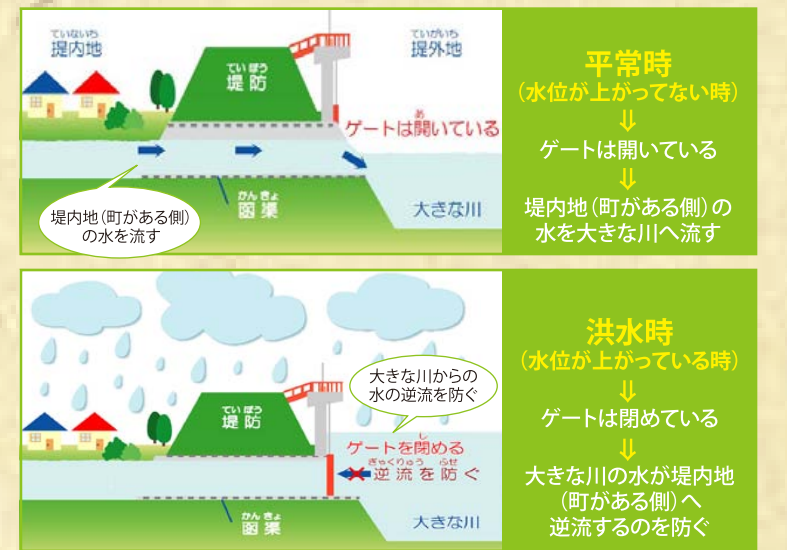 ていないち
堤内地
ていがいち
堤外地
ていぼう
堤防
あ
ゲートは開いている
かんきょ
函渠
大きな川
堤内地(町がある側)
の水を流す
平常時
(水位が上がってない時)
⇓
ゲートは開いている
⇓
堤内地(町がある側)の
水を大きな川へ流す
大きな川からの
水の逆流を防ぐ
ていぼう
堤防
し
ゲートを閉める
ぎゃくりゅう ふせ
逆流を防ぐ
かんきょ
函渠
大きな川
洪水時
(水位が上がっている時)
⇓
ゲートは閉めている
⇓
大きな川の水が堤内地
(町がある側)へ
逆流するのを防ぐ